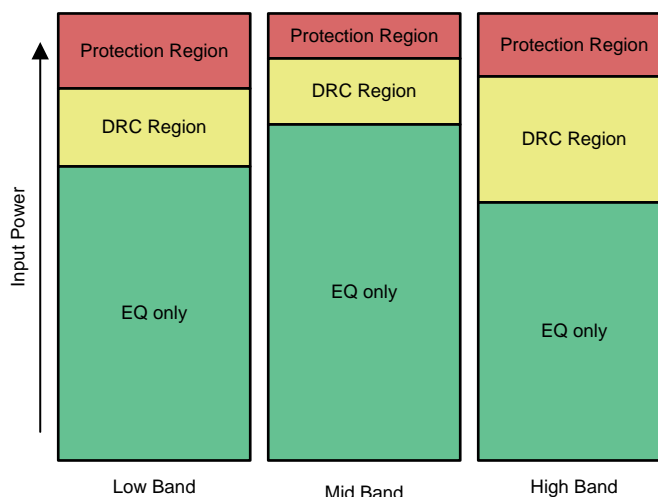 Protection Region
Protection Region
Protection Region
DRC Region
DRC Region
DRC Region
Input Power
EQ only
EQ only
EQ only
Low Band
Mid Band
High Band